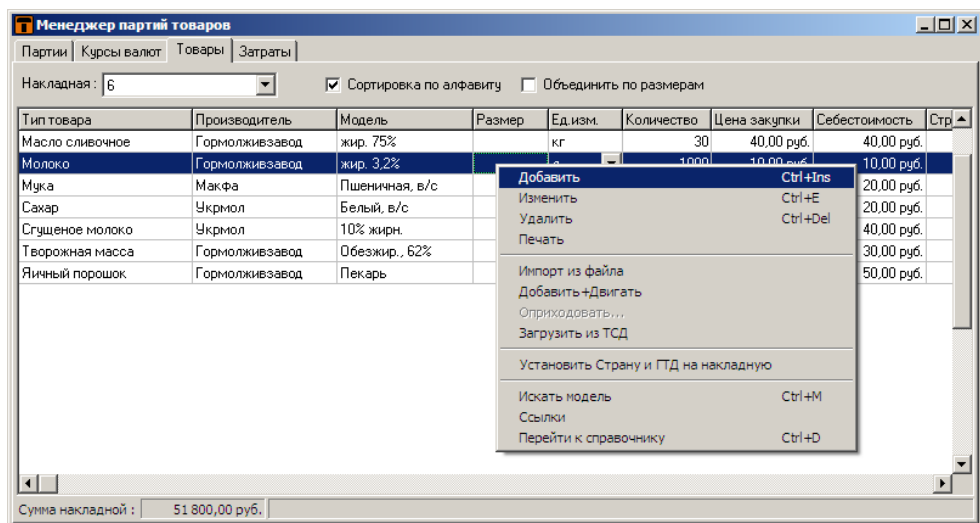 Менеджер партий товаров
Партии Курсы валют Товары Затраты
Накладная : 6 Сортировка по алфавиту Объединить по размерам
Тип товара Производитель Модель Размер Ед.изм. Количество Цена закупки Себестоимость Стр
Масло сливочное Гормолживзавод жир. 75% кг 30 40,00 руб. 40,00 руб.
Молоко Гормолживзавод жир. 3,2% л 1000 10,00 руб. 10,00 руб.
Мука Макфа Пшеничная, в/с 20,00 руб.
Сахар Укрмол Белый, в/с 20,00 руб.
Сгущеное молоко Укрмол 10% жирн. 40,00 руб.
Творожная масса Гормолживзавод Обезжир., 62% 30,00 руб.
Яичный порошок Гормолживзавод Пекарь 50,00 руб.
Добавить Ctrl+Ins
Изменить Ctrl+E
Удалить Ctrl+Del
Печать
Импорт из файла
Добавить+Двигать
Оприходовать...
Загрузить из ТСД
Установить Страну и ГТД на накладную
Искать модель Ctrl+M
Ссылки
Перейти к справочнику Ctrl+D
Сумма накладной : 51 800,00 руб.